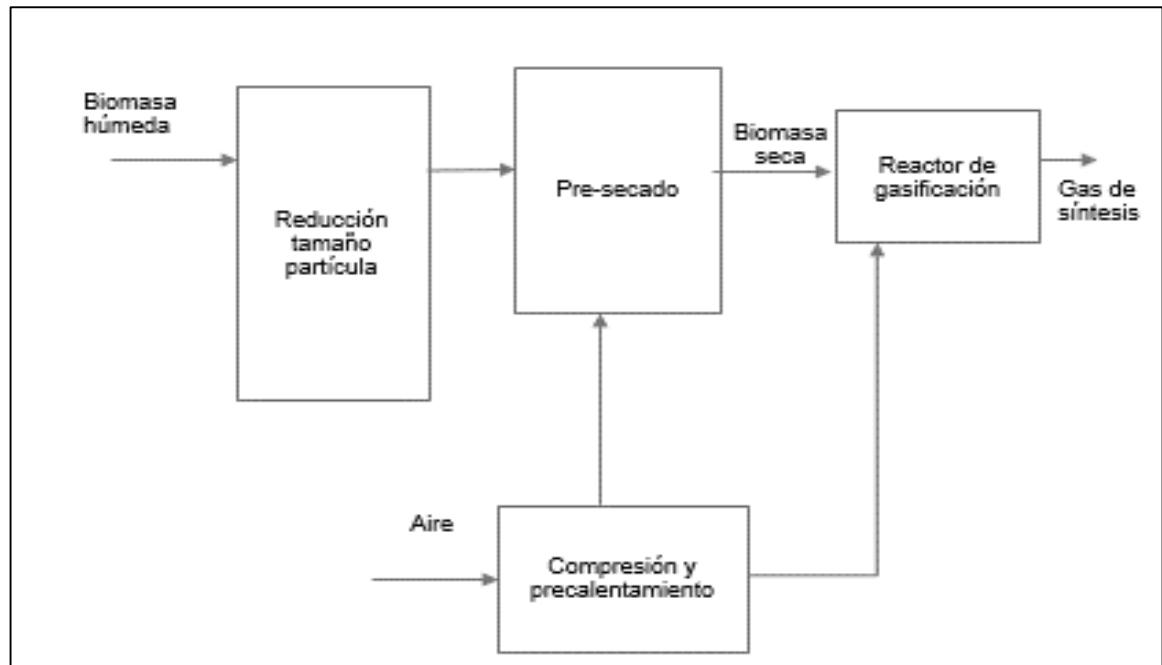 Biomasa
húmeda
Reducción
tamaño
partícula
Pre-secado
Biomasa
seca
Reactor de
gasificación
Gas de
síntesis
Aire
Compresión y
precalentamiento